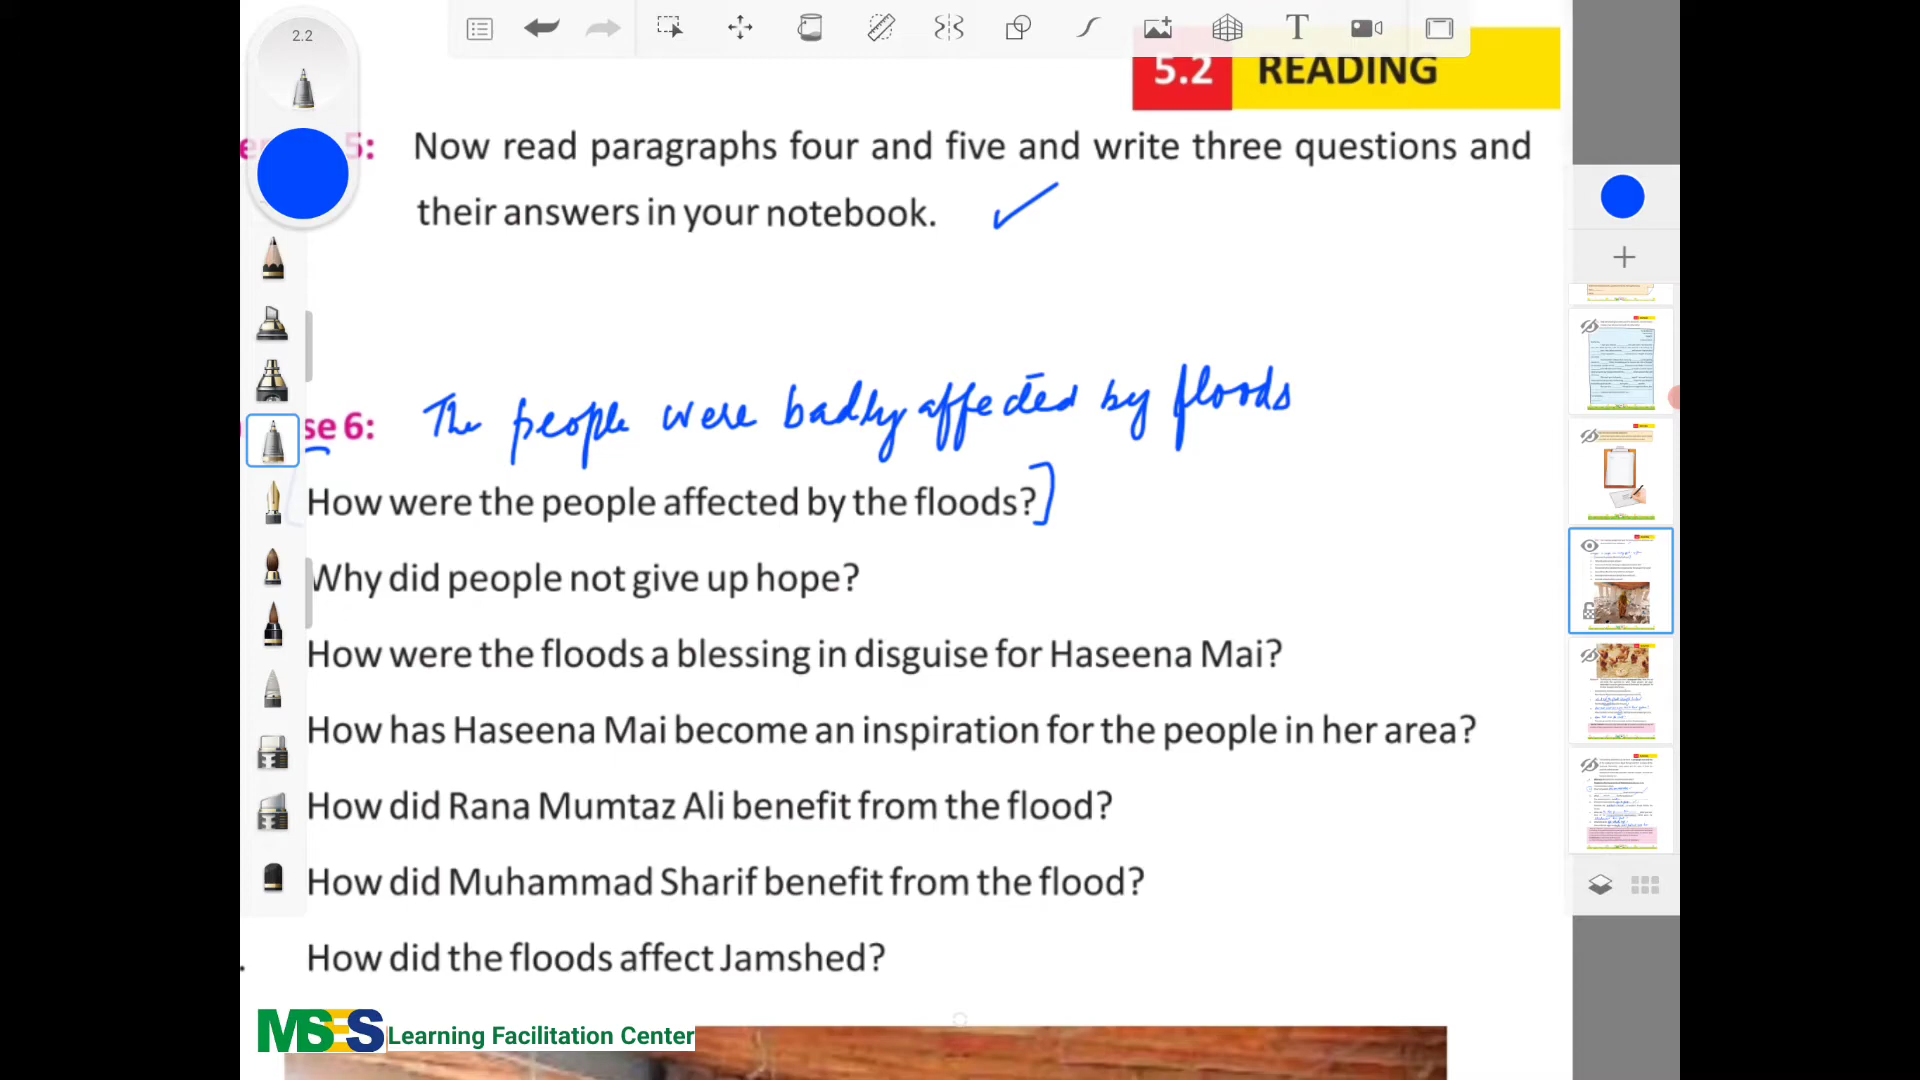 2.2
5.2 READING
5: Now read paragraphs four and five and write three questions and
their answers in your notebook.
The people were badly affected by floods
se 6:
How were the people affected by the floods?
Why did people not give up hope?
How were the floods a blessing in disguise for Haseena Mai?
How has Haseena Mai become an inspiration for the people in her area?
How did Rana Mumtaz Ali benefit from the flood?
How did Muhammad Sharif benefit from the flood?
How did the floods affect Jamshed?
MSES Learning Facilitation Center